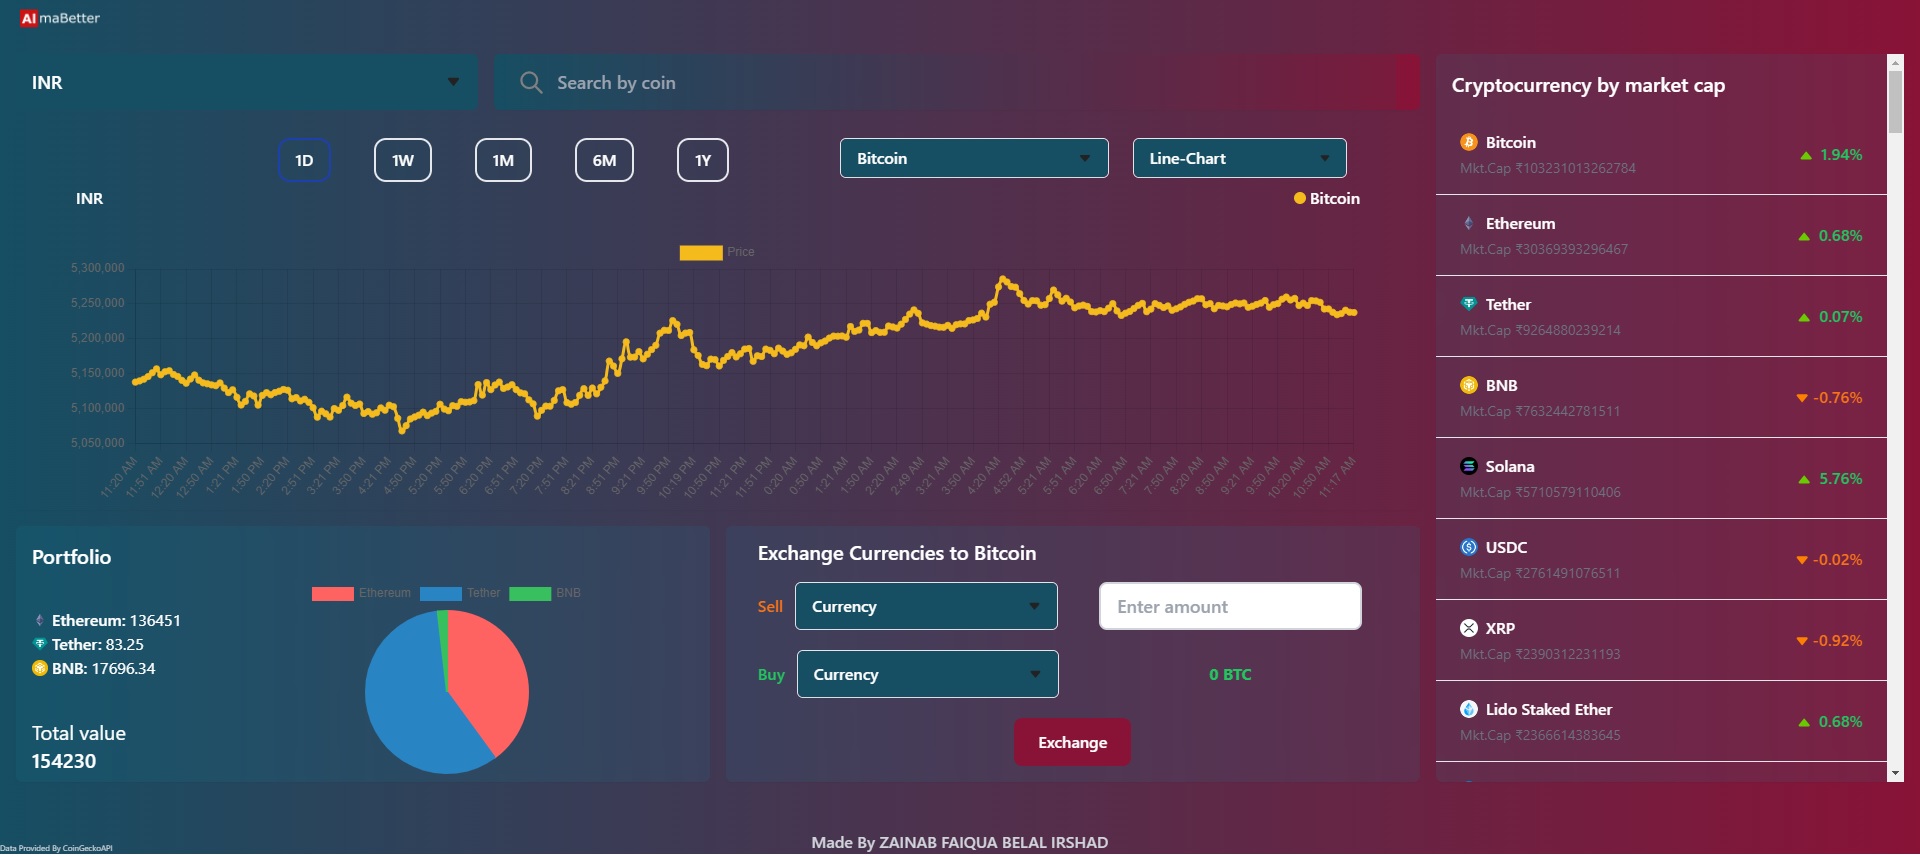 AlmaBetter
INR
Search by coin
1D 1W 1M 6M 1Y
Bitcoin
Line-Chart
INR
Bitcoin
Price
5,300,000
5,250,000
5,200,000
5,150,000
5,100,000
5,050,000
11:20 AM 11:51 AM 12:20 AM 12:50 AM 1:21 PM 1:50 PM 2:20 PM 2:51 PM 3:21 PM 3:50 PM 4:21 PM 4:50 PM 5:20 PM 5:50 PM 6:20 PM 6:51 PM 7:20 PM 7:51 PM 8:21 PM 8:51 PM 9:21 PM 9:50 PM 10:19 PM 10:50 PM 11:21 PM 11:51 PM 0:20 AM 0:50 AM 1:21 AM 1:50 AM 2:20 AM 2:49 AM 3:21 AM 3:50 AM 4:20 AM 4:52 AM 5:21 AM 5:51 AM 6:20 AM 6:50 AM 7:21 AM 7:50 AM 8:20 AM 8:50 AM 9:21 AM 9:50 AM 10:20 AM 10:50 AM 11:17 AM
Portfolio
Ethereum Tether BNB
Ethereum: 136451
Tether: 83.25
BNB: 17696.34
Total value
154230
Exchange Currencies to Bitcoin
Sell Currency Enter amount
Buy Currency 0 BTC
Exchange
Cryptocurrency by market cap
Bitcoin
1.94%
Mkt.Cap ₹103231013262784
Ethereum
0.68%
Mkt.Cap ₹30369393296467
Tether
0.07%
Mkt.Cap ₹9264880239214
BNB
-0.76%
Mkt.Cap ₹7632442781511
Solana
5.76%
Mkt.Cap ₹5710579110406
USDC
-0.02%
Mkt.Cap ₹2761491076511
XRP
-0.92%
Mkt.Cap ₹2390312231193
Lido Staked Ether
0.68%
Mkt.Cap ₹2366614383645
Made By ZAINAB FAIQUA BELAL IRSHAD
Data Provided By CoinGeckoAPI